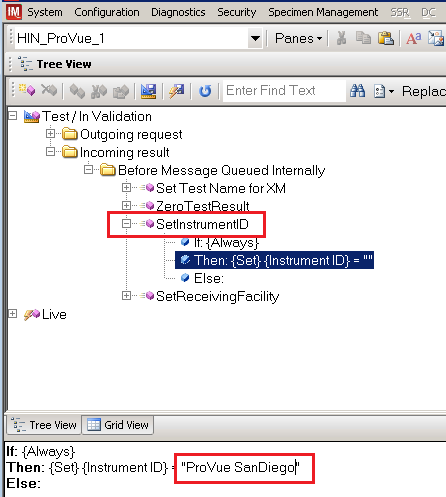 IM System Configuration Diagnostics Security Specimen Management SSR DC
HIN_ProVue_1 Panes
Tree View
Enter Find Text Replac
Test / In Validation
Outgoing request
Incoming result
Before Message Queued Internally
Set Test Name for XM
ZeroTestResult
SetInstrumentID
If: {Always}
Then: {Set} {Instrument ID} = ""
Else:
SetReceivingFacility
Live
Tree View Grid View
If: {Always}
Then: {Set} {Instrument ID} = "ProVue SanDiego"
Else: